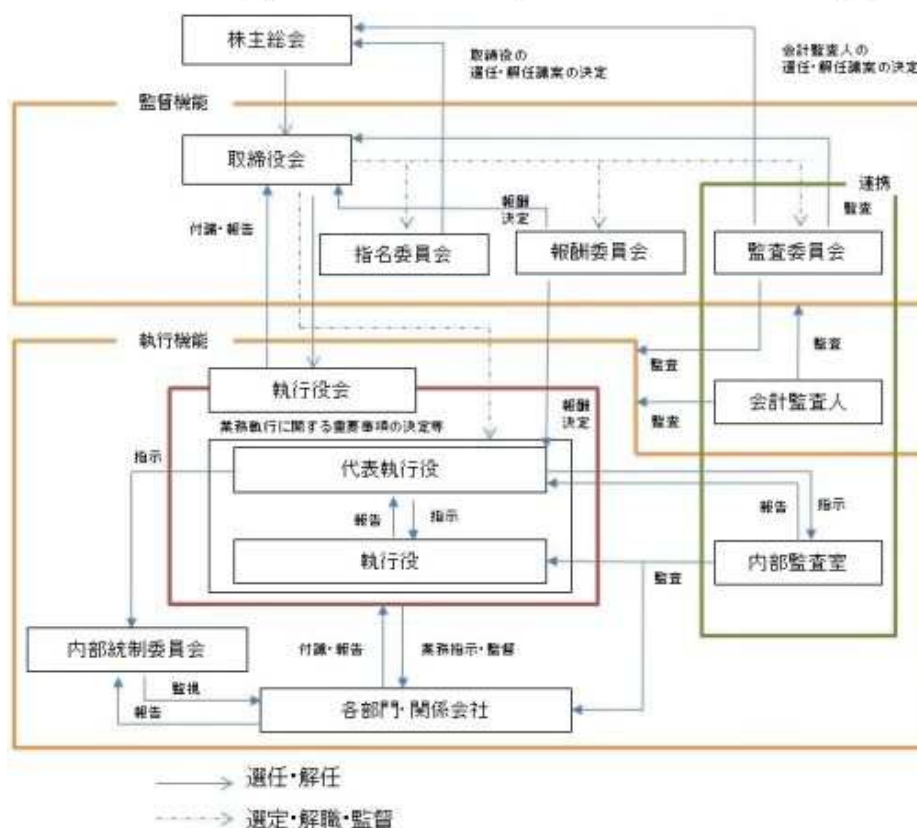 株主総会
取締役の
選任・解任議案の決定
会計監査人の
選任・解任議案の決定
監督機能
取締役会
連携
報酬
決定
監査
付議・報告
指名委員会
報酬委員会
監査委員会
執行機能
監査
監査
執行役会
会計監査人
報酬
決定
監査
業務執行に関する重要事項の決定等
指示
代表執行役
報告
指示
報告
指示
執行役
内部監査室
監査
内部統制委員会
付議・報告
業務指示・監督
監視
報告
各部門・関係会社
選任・解任
選定・解職・監督